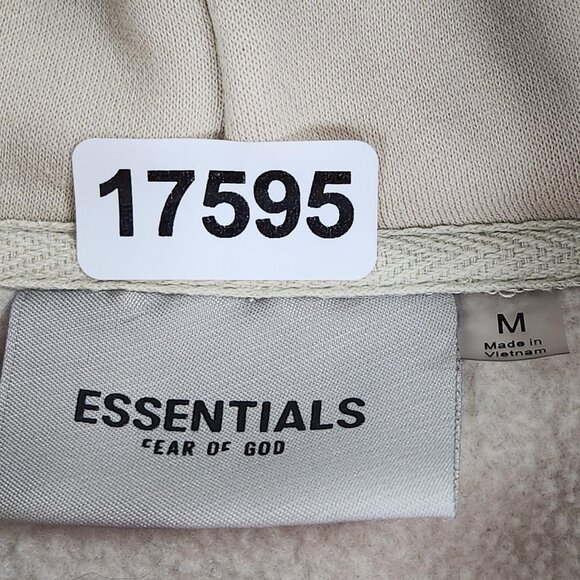 17595
M
Made in
Vietnam
ESSENTIALS
FEAR OF GOD